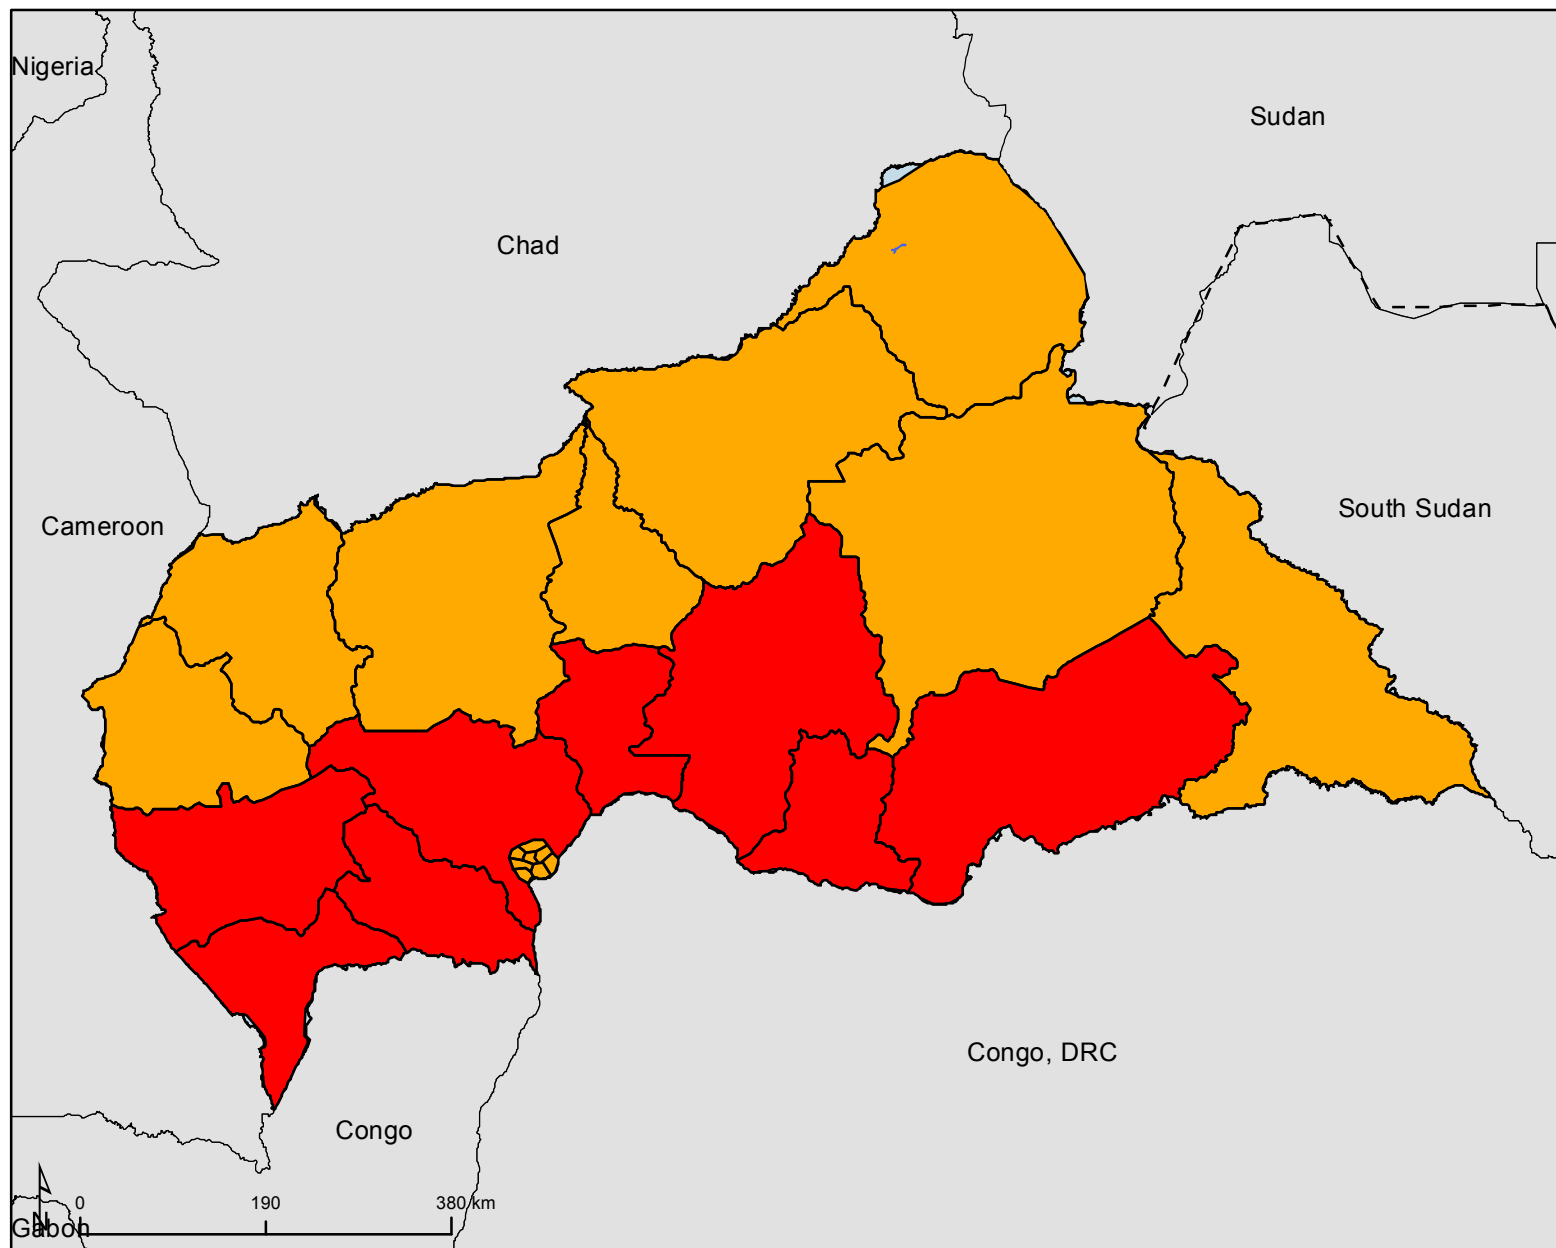 Nigeria
Sudan
Chad
South Sudan
Cameroon
Congo, DRC
Congo
0 190 380 km
N
Gabon